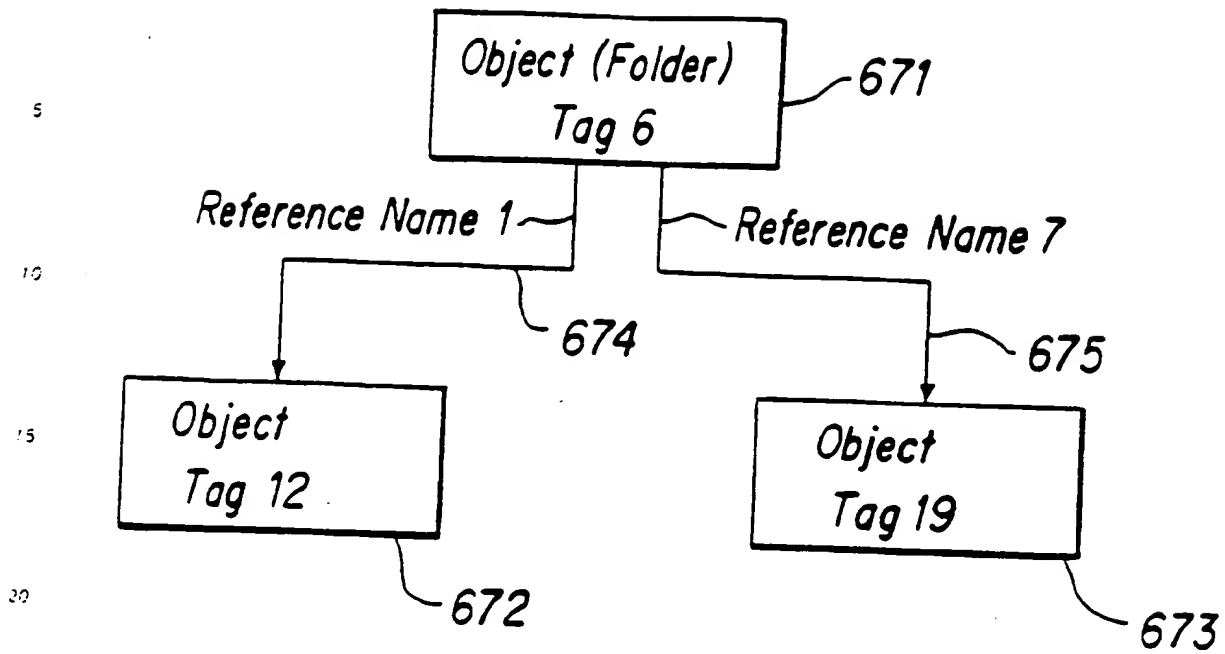 Object (Folder)
Tag 6
671
5
Reference Name 1
Reference Name 7
10
674
675
Object
Tag 12
15
Object
Tag 19
672
20
673